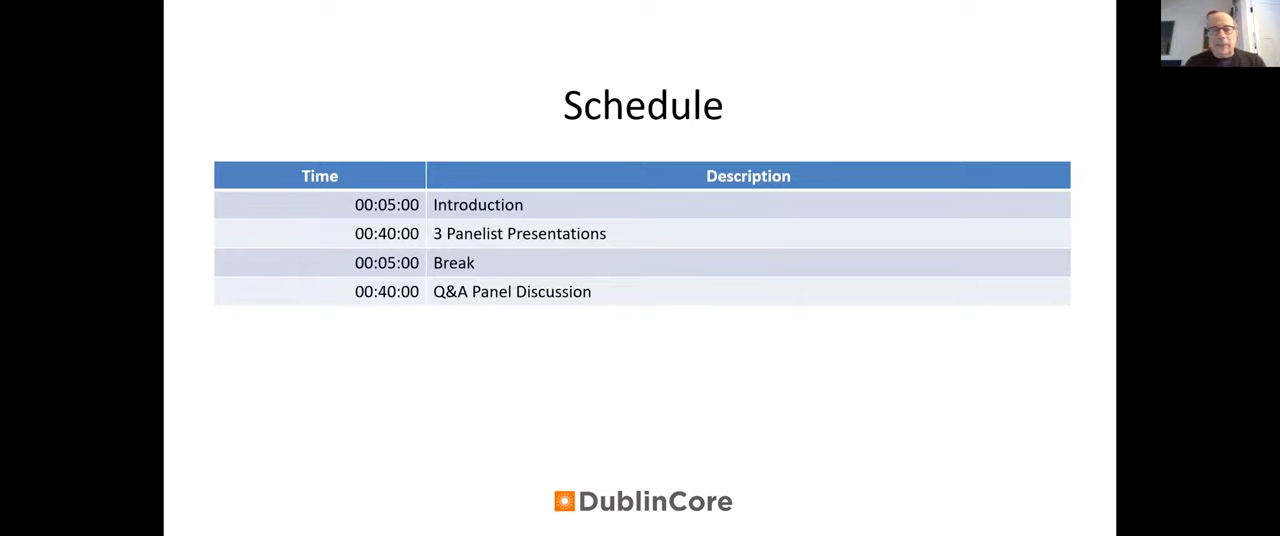 Schedule
Time Description
00:05:00 Introduction
00:40:00 3 Panelist Presentations
00:05:00 Break
00:40:00 Q&A Panel Discussion
DublinCore